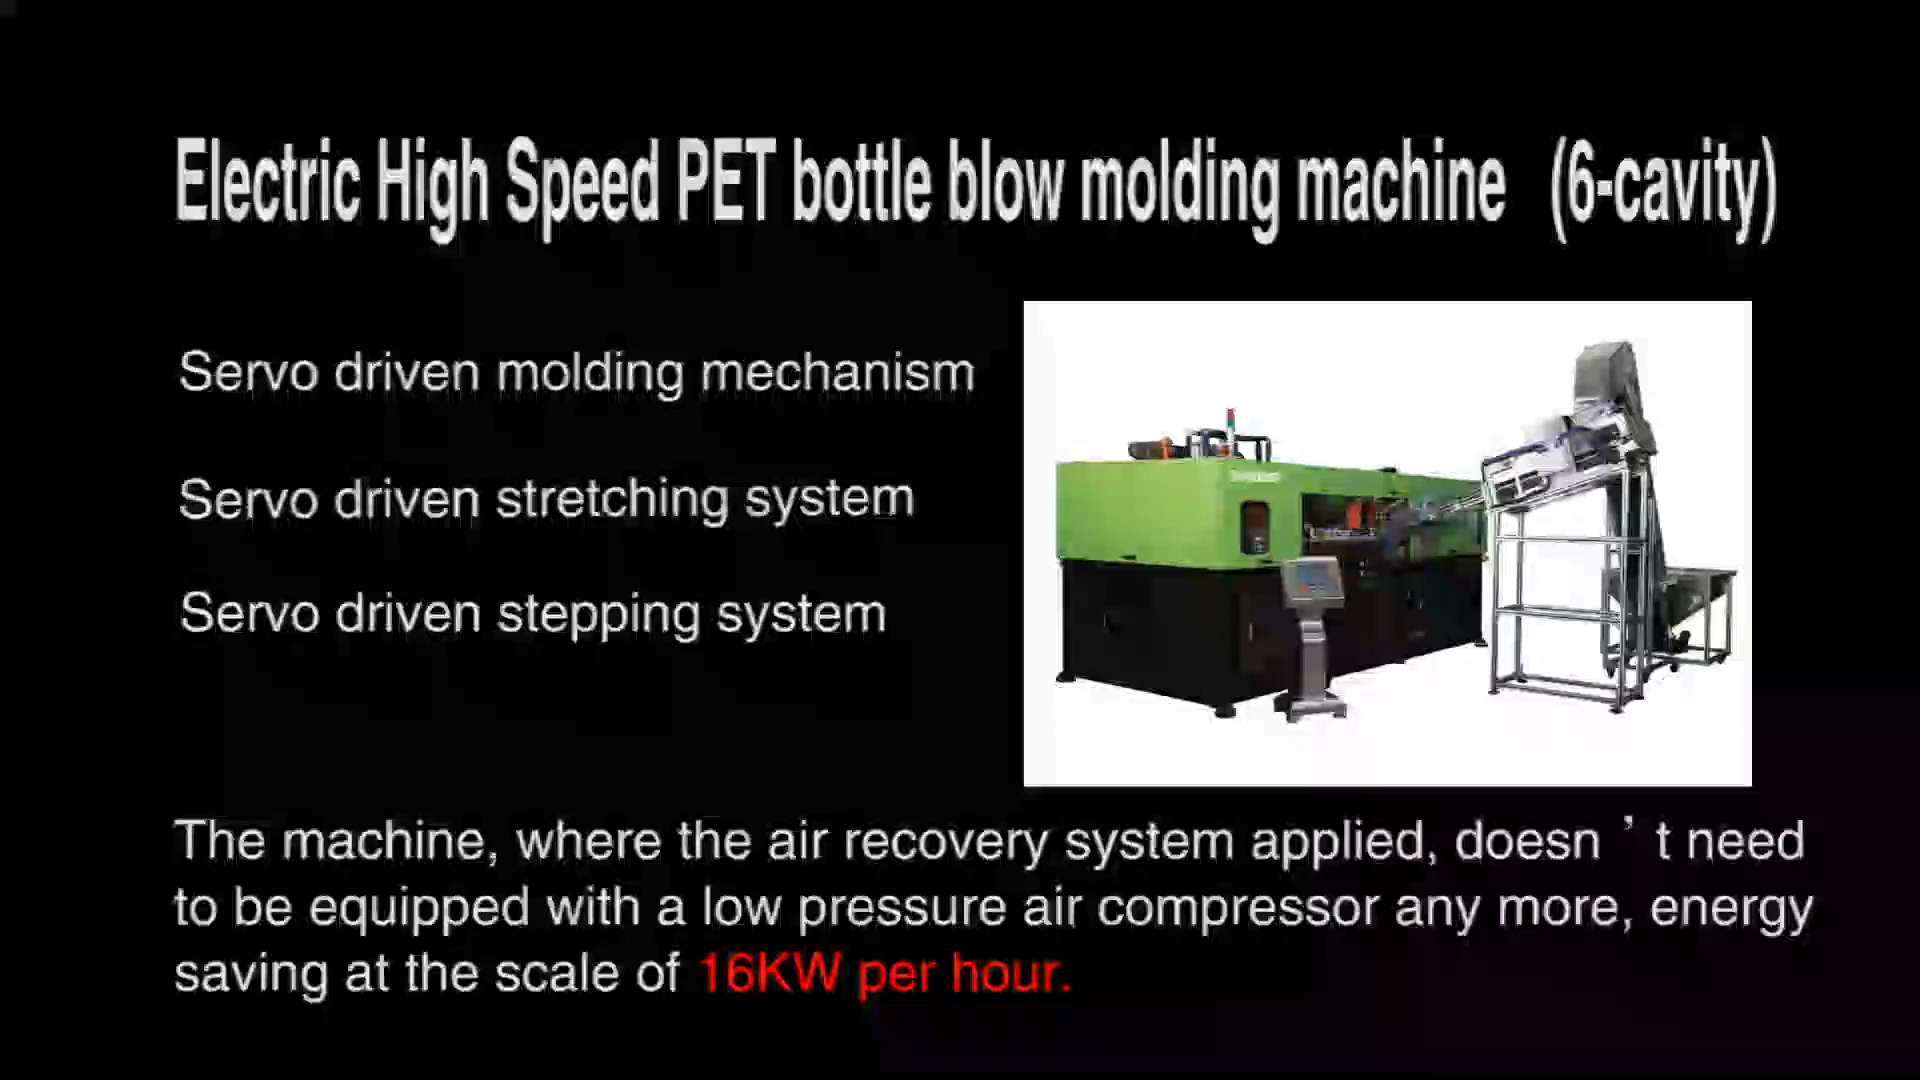 Electric High Speed PET bottle blow molding machine (6-cavity)
Servo driven molding mechanism
Servo driven stretching system
Servo driven stepping system
The machine, where the air recovery system applied, doesn ’ t need
to be equipped with a low pressure air compressor any more, energy
saving at the scale of 16KW per hour.